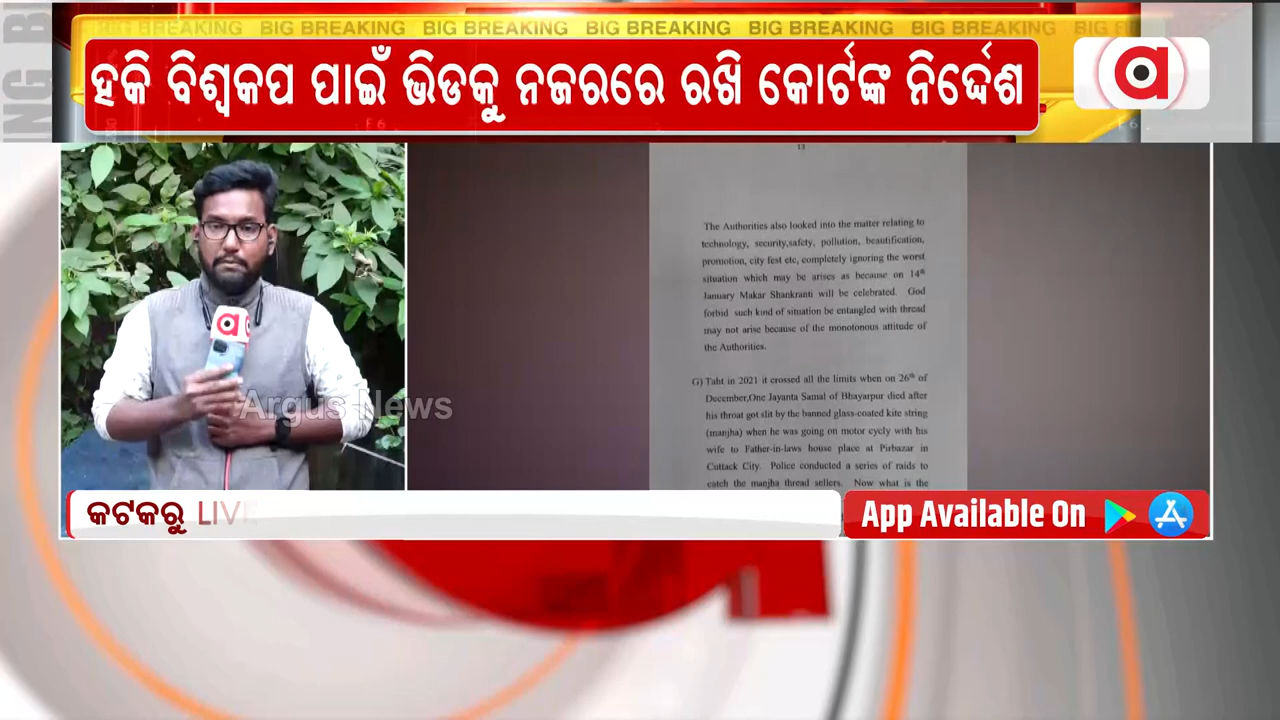 BIG BREAKING BIG BREAKING BIG BREAKING BIG BREAKING BIG BREAKING BIG BREAKING BIG BREAKING
ହକି ବିଶ୍ୱକପ ପାଇଁ ଭିଡକୁ ନଜରରେ ରଖି କୋର୍ଟଙ୍କ ନିର୍ଦ୍ଦେଶ
a
13
The Authorities also looked into the matter relating to
technology, security,safety, pollution, beautification,
promotion, city fest etc, completely ignoring the worst
situation which may be arises as because on 14th
January Makar Shankranti will be celebrated. God
forbid such kind of situation be entangled with thread
may not arise because of the monotonous attitude of
the Authorities.
G) Taht in 2021 it crossed all the limits when on 26th of
December,One Jayanta Samal of Bhayarpur died after
his throat got slit by the banned glass-coated kite string
(manjha) when he was going on motor cycly with his
wife to Father-in-laws house place at Pirbazar in
Cuttack City. Police conducted a series of raids to
catch the manjha thread sellers. Now what is the
a
Argus News
କଟକରୁ LIVE
App Available On